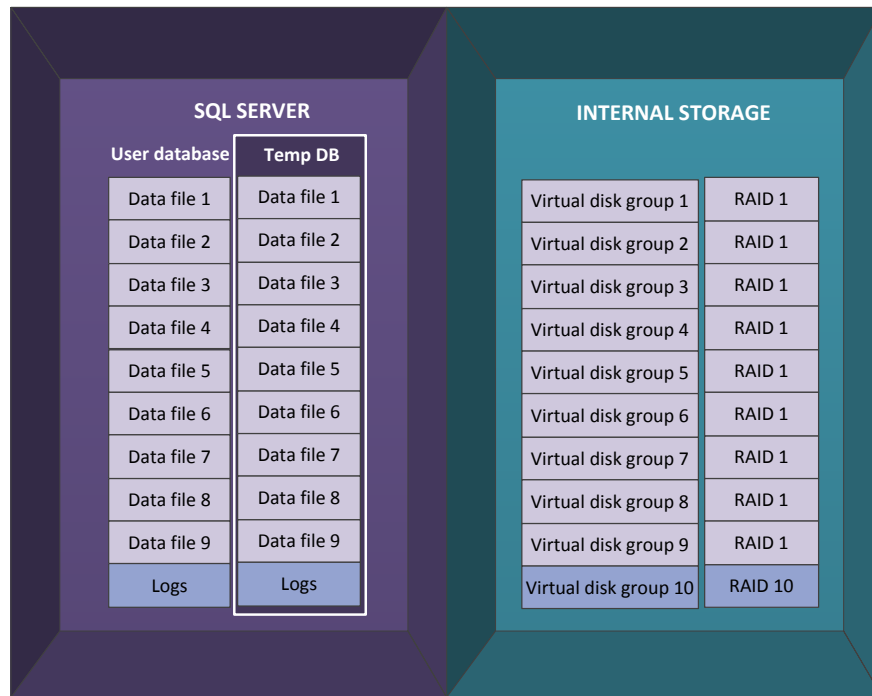 SQL SERVER
User database Temp DB
Data file 1 Data file 1
Data file 2 Data file 2
Data file 3 Data file 3
Data file 4 Data file 4
Data file 5 Data file 5
Data file 6 Data file 6
Data file 7 Data file 7
Data file 8 Data file 8
Data file 9 Data file 9
Logs Logs
INTERNAL STORAGE
Virtual disk group 1 RAID 1
Virtual disk group 2 RAID 1
Virtual disk group 3 RAID 1
Virtual disk group 4 RAID 1
Virtual disk group 5 RAID 1
Virtual disk group 6 RAID 1
Virtual disk group 7 RAID 1
Virtual disk group 8 RAID 1
Virtual disk group 9 RAID 1
Virtual disk group 10 RAID 10